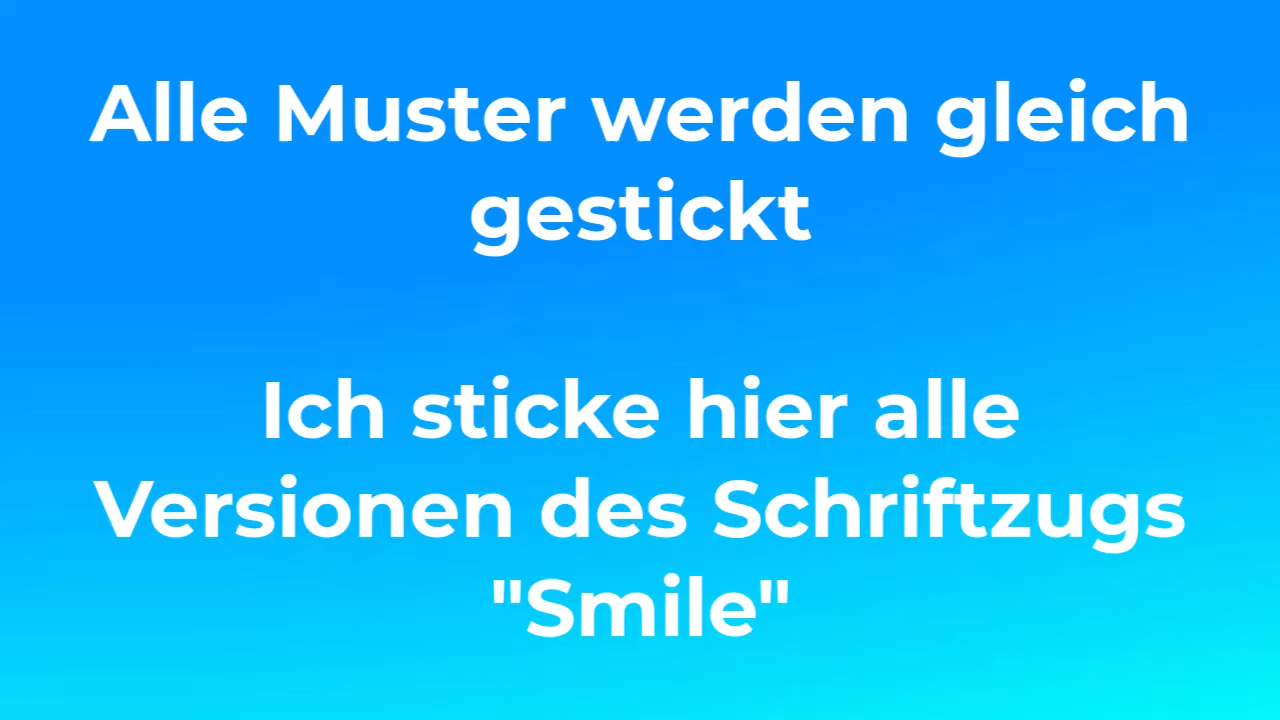 Alle Muster werden gleich
gestickt
Ich sticke hier alle
Versionen des Schriftzugs
"Smile"